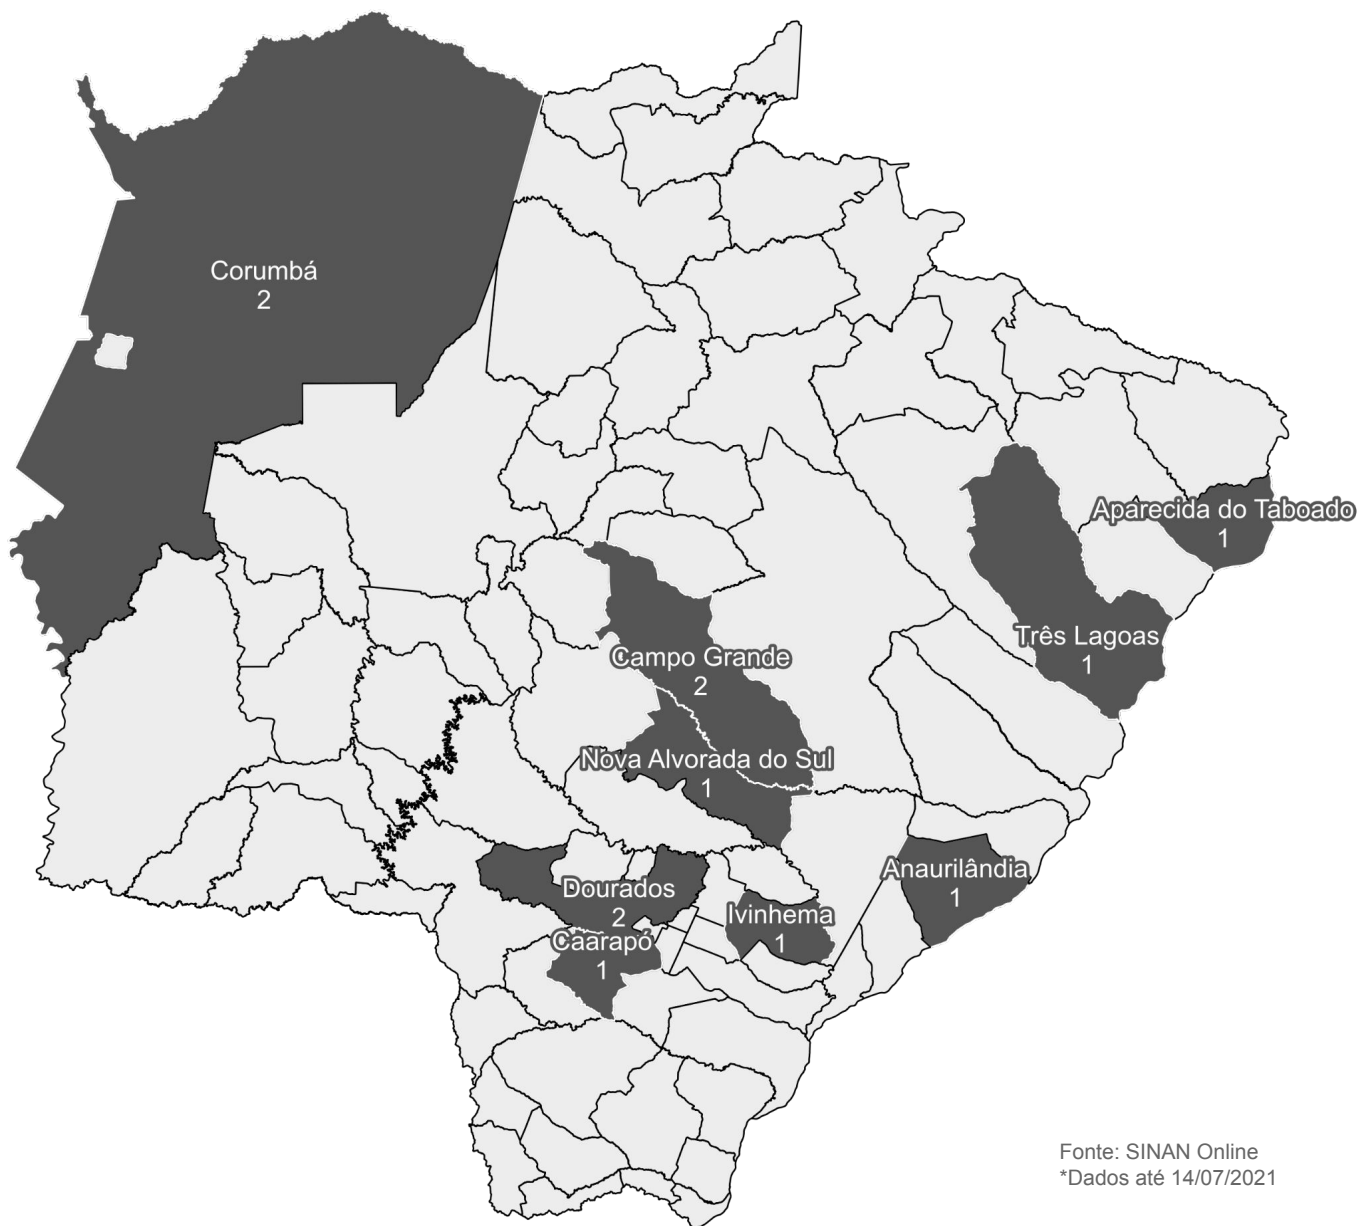 Corumbá
2
Aparecida do Taboado
1
Três Lagoas
1
Campo Grande
2
Nova Alvorada do Sul
1
Anaurilândia
1
Dourados
2
Ivinhema
1
Caarapó
1
Fonte: SINAN Online
*Dados até 14/07/2021